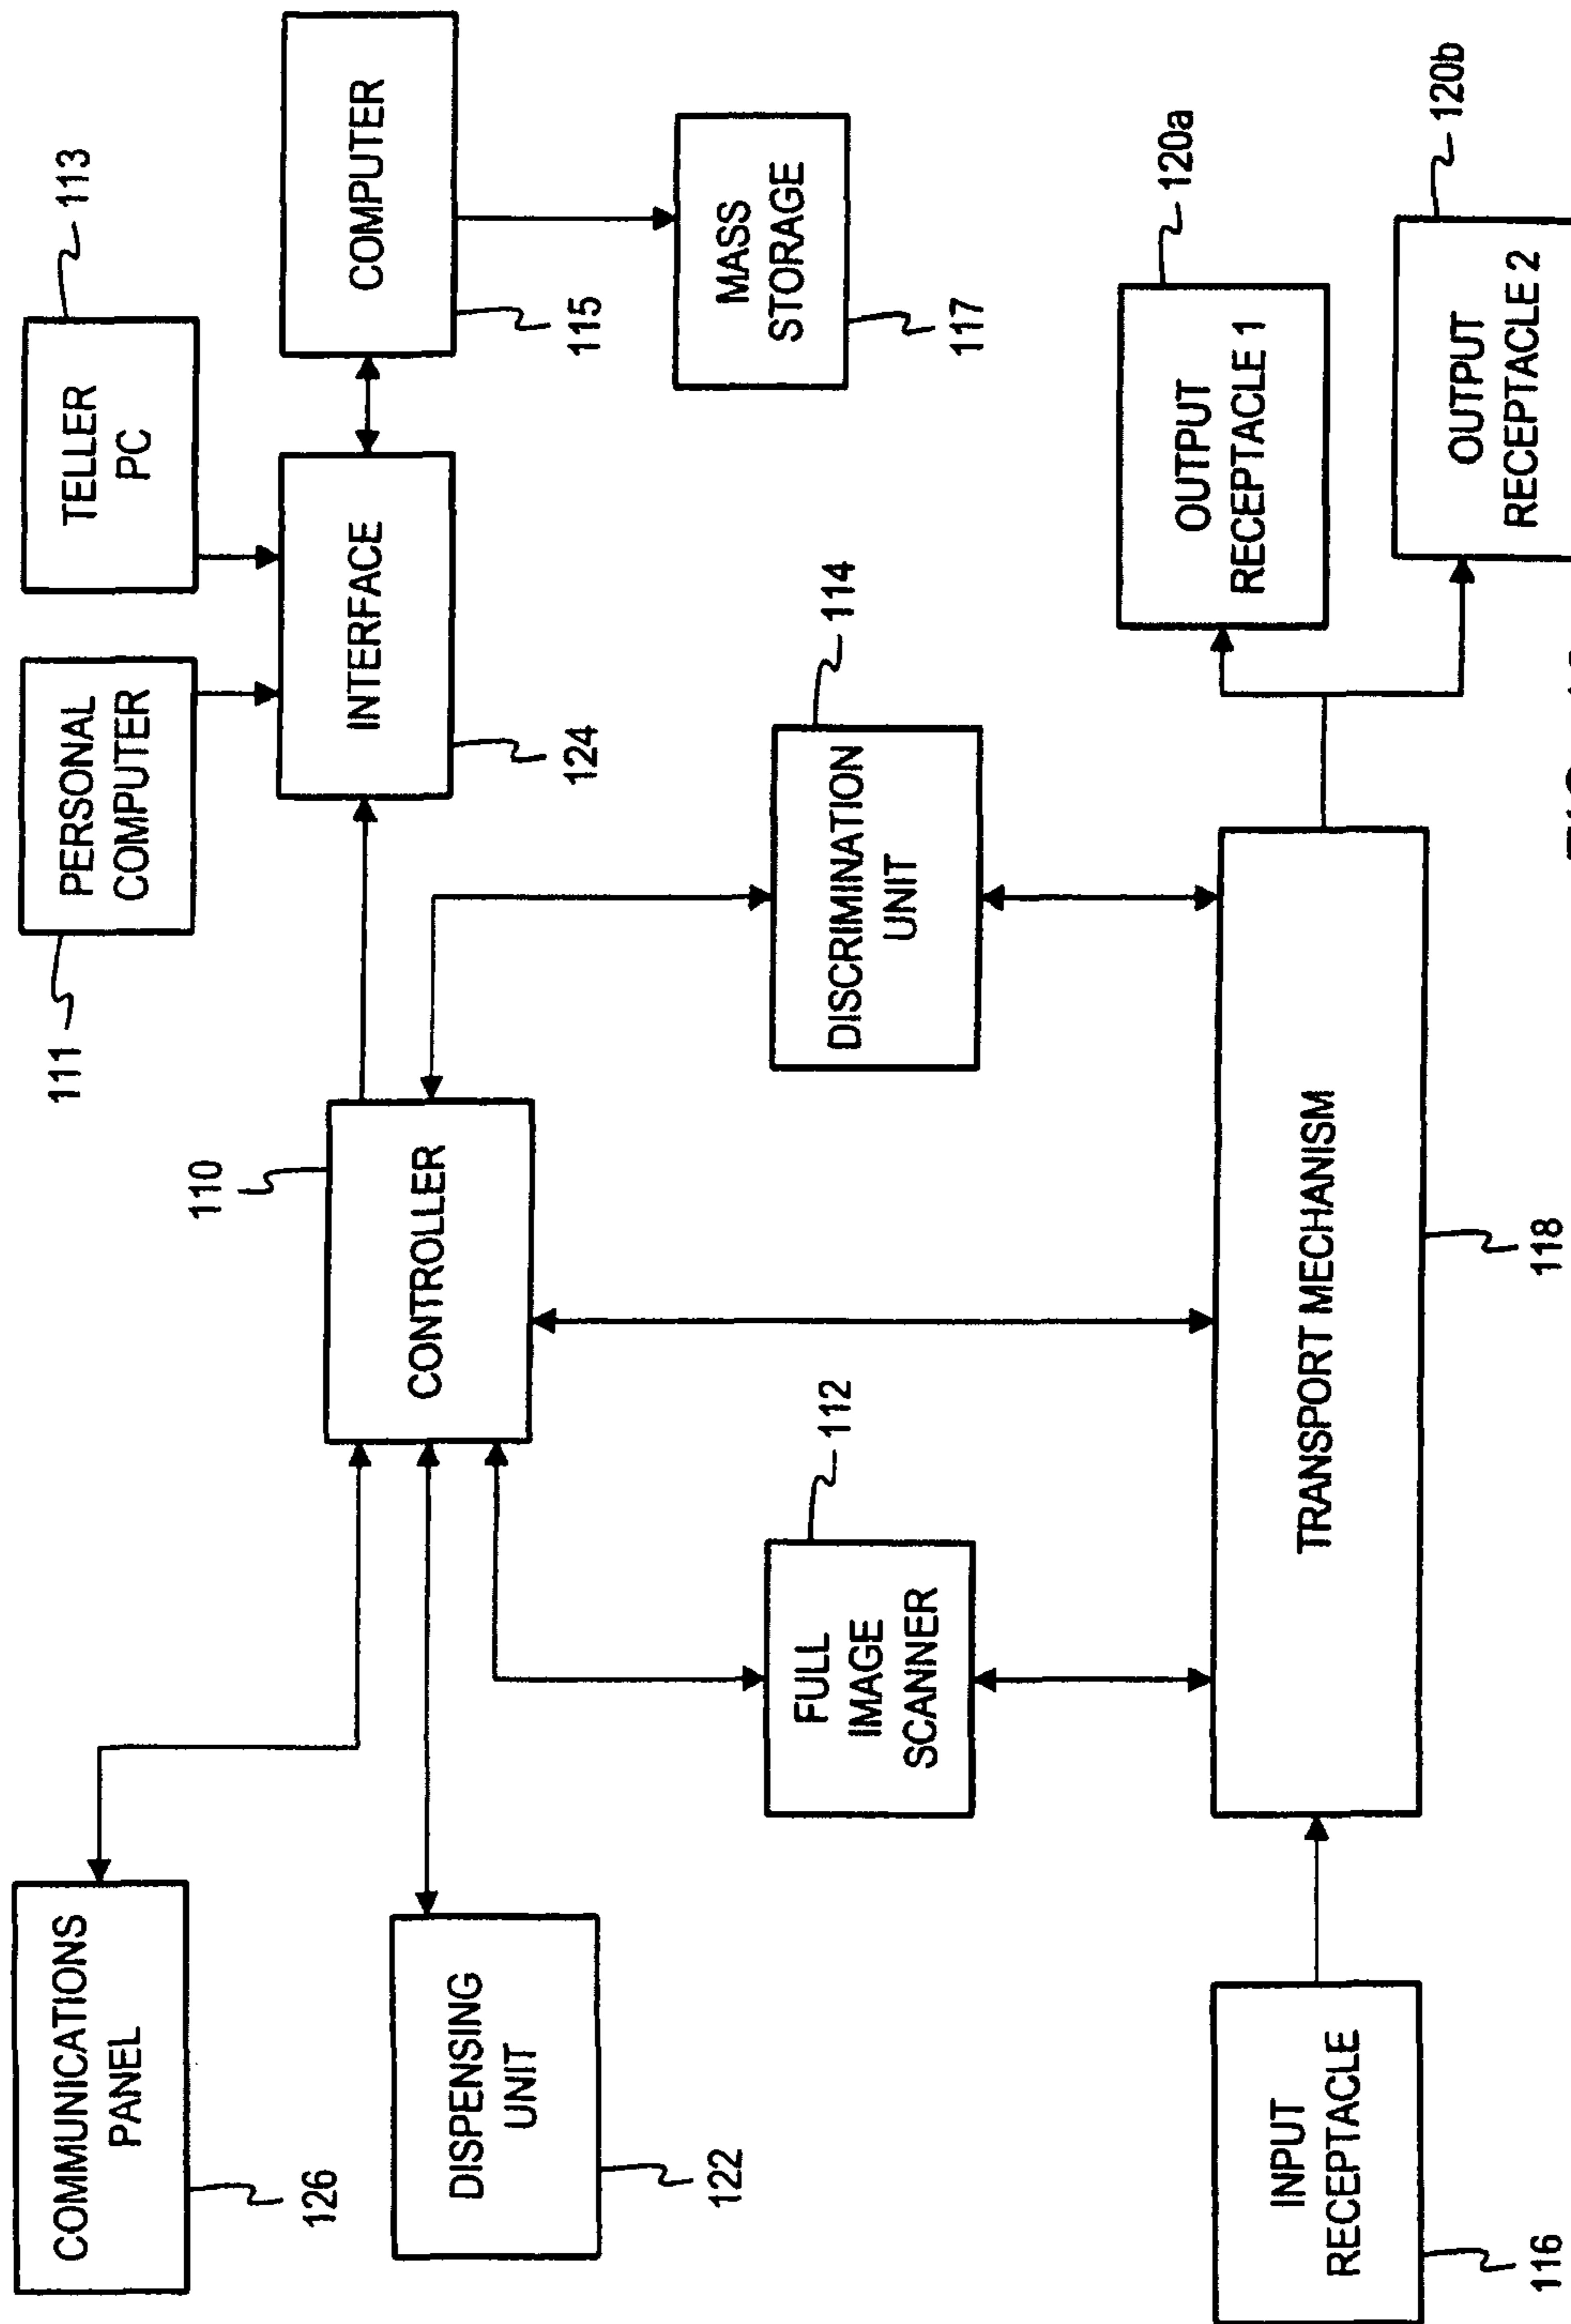 COMMUNICATIONS
PANEL
126
DISPENSING
UNIT
122
PERSONAL
COMPUTER
111
TELLER
PC
113
INTERFACE
124
COMPUTER
115
MASS
STORAGE
117
CONTROLLER
110
FULL
IMAGE
SCANNER
112
DISCRIMINATION
UNIT
114
INPUT
RECEPTACLE
116
TRANSPORT MECHANISM
118
OUTPUT
RECEPTACLE 1
120a
OUTPUT
RECEPTACLE 2
120b